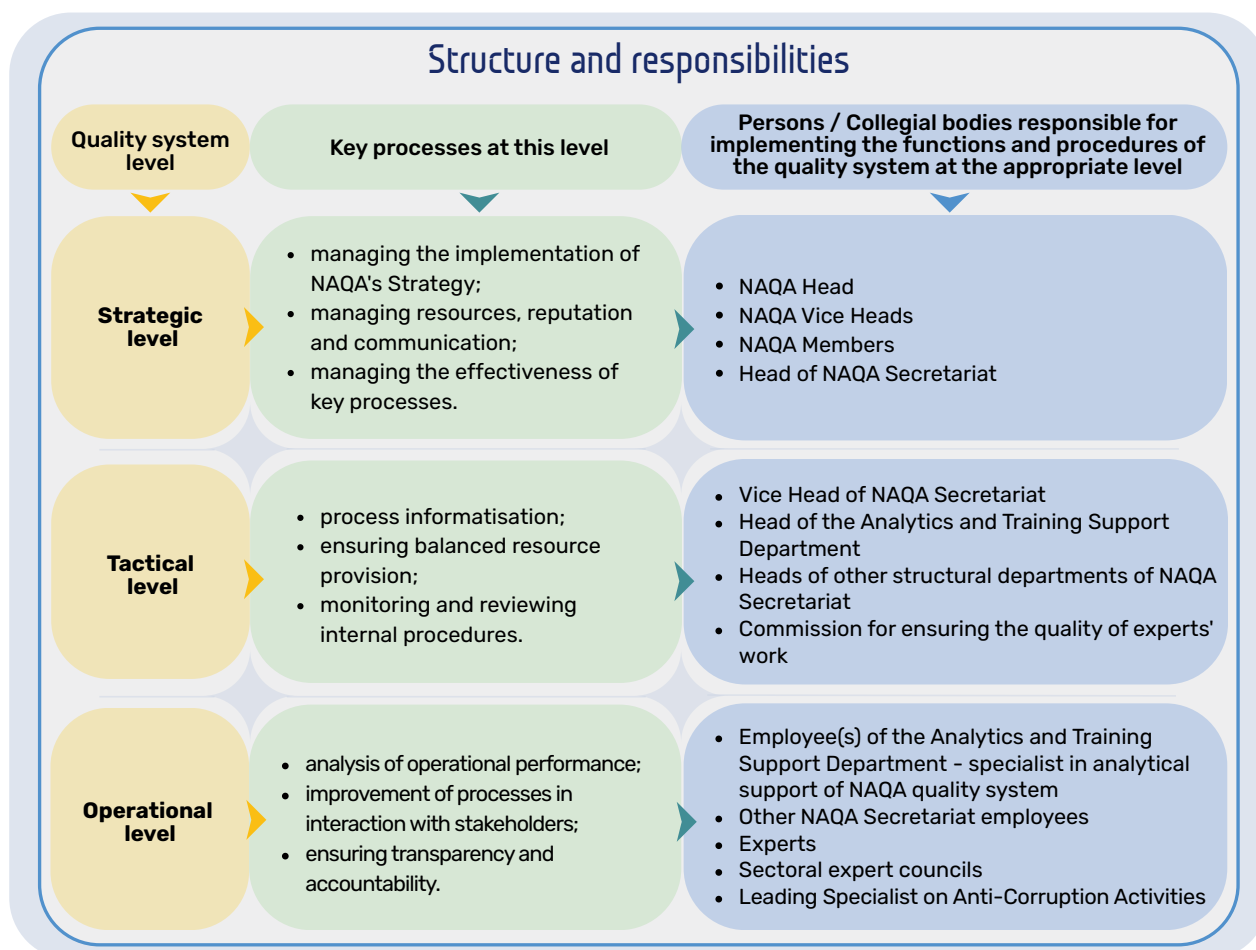 Structure and responsibilities
Quality system
level
Key processes at this level
Persons / Collegial bodies responsible for
implementing the functions and procedures of
the quality system at the appropriate level
Strategic
level
• managing the implementation of
NAQA's Strategy;
• managing resources, reputation
and communication;
• managing the effectiveness of
key processes.
• NAQA Head
• NAQA Vice Heads
• NAQA Members
• Head of NAQA Secretariat
Tactical
level
• process informatisation;
• ensuring balanced resource
provision;
• monitoring and reviewing
internal procedures.
• Vice Head of NAQA Secretariat
• Head of the Analytics and Training Support
Department
• Heads of other structural departments of NAQA
Secretariat
• Commission for ensuring the quality of experts'
work
Operational
level
• analysis of operational performance;
• improvement of processes in
interaction with stakeholders;
• ensuring transparency and
accountability.
• Employee(s) of the Analytics and Training
Support Department - specialist in analytical
support of NAQA quality system
• Other NAQA Secretariat employees
• Experts
• Sectoral expert councils
• Leading Specialist on Anti-Corruption Activities